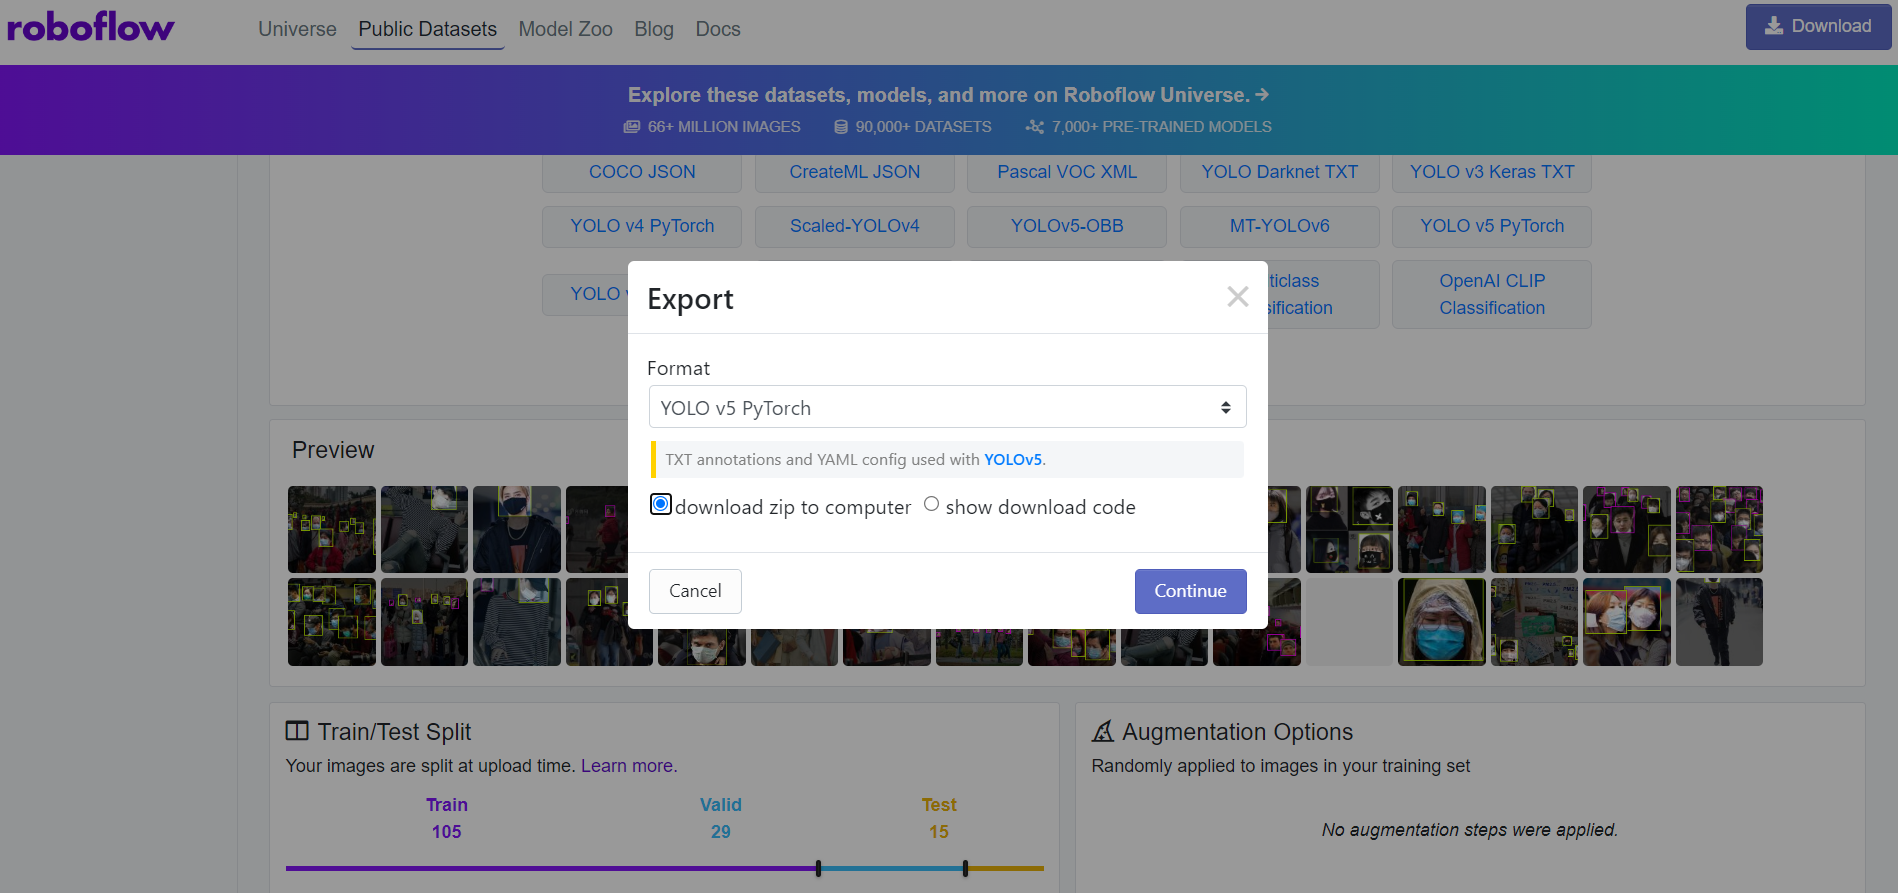 roboflow
Universe Public Datasets Model Zoo Blog Docs
Download
Explore these datasets, models, and more on Roboflow Universe. →
66+ MILLION IMAGES 90,000+ DATASETS 7,000+ PRE-TRAINED MODELS
COCO JSON CreateML JSON Pascal VOC XML YOLO Darknet TXT YOLO v3 Keras TXT
YOLO v4 PyTorch Scaled-YOLOv4 YOLOv5-OBB MT-YOLOv6 YOLO v5 PyTorch
YOLO
OpenAI CLIP
Classification
Export
Format
YOLO v5 PyTorch
TXT annotations and YAML config used with YOLOv5.
download zip to computer show download code
Cancel Continue
Preview
Train/Test Split
Your images are split at upload time. Learn more.
Train Valid Test
105 29 15
Augmentation Options
Randomly applied to images in your training set
No augmentation steps were applied.